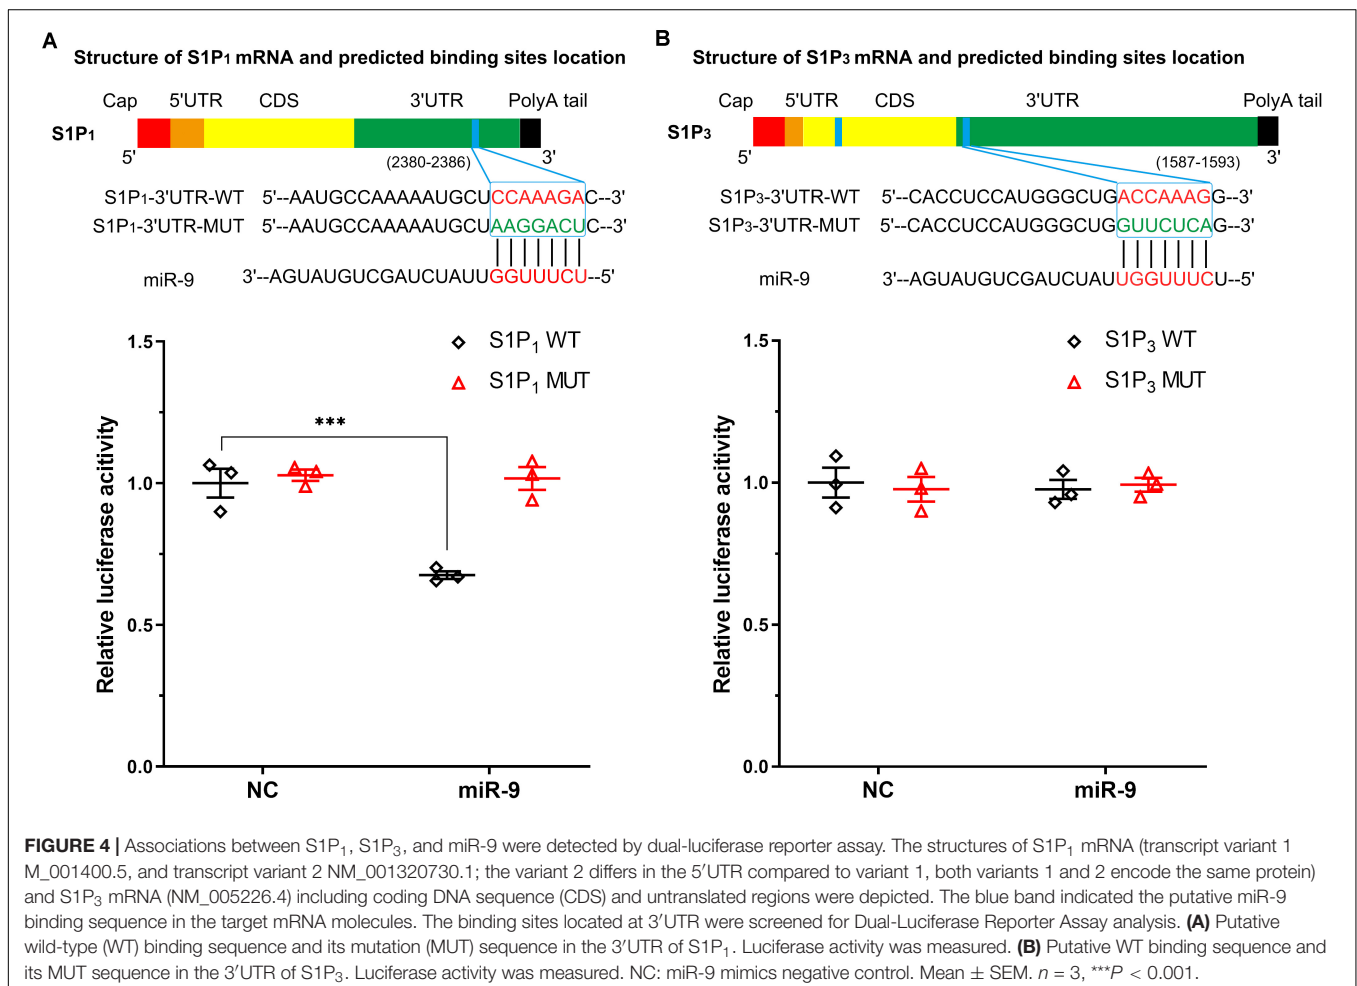 A
Structure of S1P1 mRNA and predicted binding sites location
Cap 5'UTR CDS 3'UTR PolyA tail
S1P1
5' (2380-2386) 3'
S1P1-3'UTR-WT 5'--AAUGCCAAAAAUGCUCCAAAGAC--3'
S1P1-3'UTR-MUT 5'--AAUGCCAAAAAUGCUAAGGACUC--3'
miR-9 3'--AGUAUGUCGAUCUAUUGGUUUCU--5'
S1P1 WT
S1P1 MUT
Relative luciferase acitivity
1.5
1.0
0.5
0.0
***
NC miR-9
B
Structure of S1P3 mRNA and predicted binding sites location
Cap 5'UTR CDS 3'UTR PolyA tail
S1P3
5' (1587-1593) 3'
S1P3-3'UTR-WT 5'--CACCUCCAUGGGCUGACCAAAGG--3'
S1P3-3'UTR-MUT 5'--CACCUCCAUGGGCUGGUUCUCAG--3'
miR-9 3'--AGUAUGUCGAUCUAUUGGUUUCU--5'
S1P3 WT
S1P3 MUT
Relative luciferase activity
1.5
1.0
0.5
0.0
NC miR-9
FIGURE 4 | Associations between S1P1, S1P3, and miR-9 were detected by dual-luciferase reporter assay. The structures of S1P1 mRNA (transcript variant 1
M_001400.5, and transcript variant 2 NM_001320730.1; the variant 2 differs in the 5′UTR compared to variant 1, both variants 1 and 2 encode the same protein)
and S1P3 mRNA (NM_005226.4) including coding DNA sequence (CDS) and untranslated regions were depicted. The blue band indicated the putative miR-9
binding sequence in the target mRNA molecules. The binding sites located at 3′UTR were screened for Dual-Luciferase Reporter Assay analysis. (A) Putative
wild-type (WT) binding sequence and its mutation (MUT) sequence in the 3′UTR of S1P1. Luciferase activity was measured. (B) Putative WT binding sequence and
its MUT sequence in the 3′UTR of S1P3. Luciferase activity was measured. NC: miR-9 mimics negative control. Mean ± SEM. n = 3, ***P < 0.001.